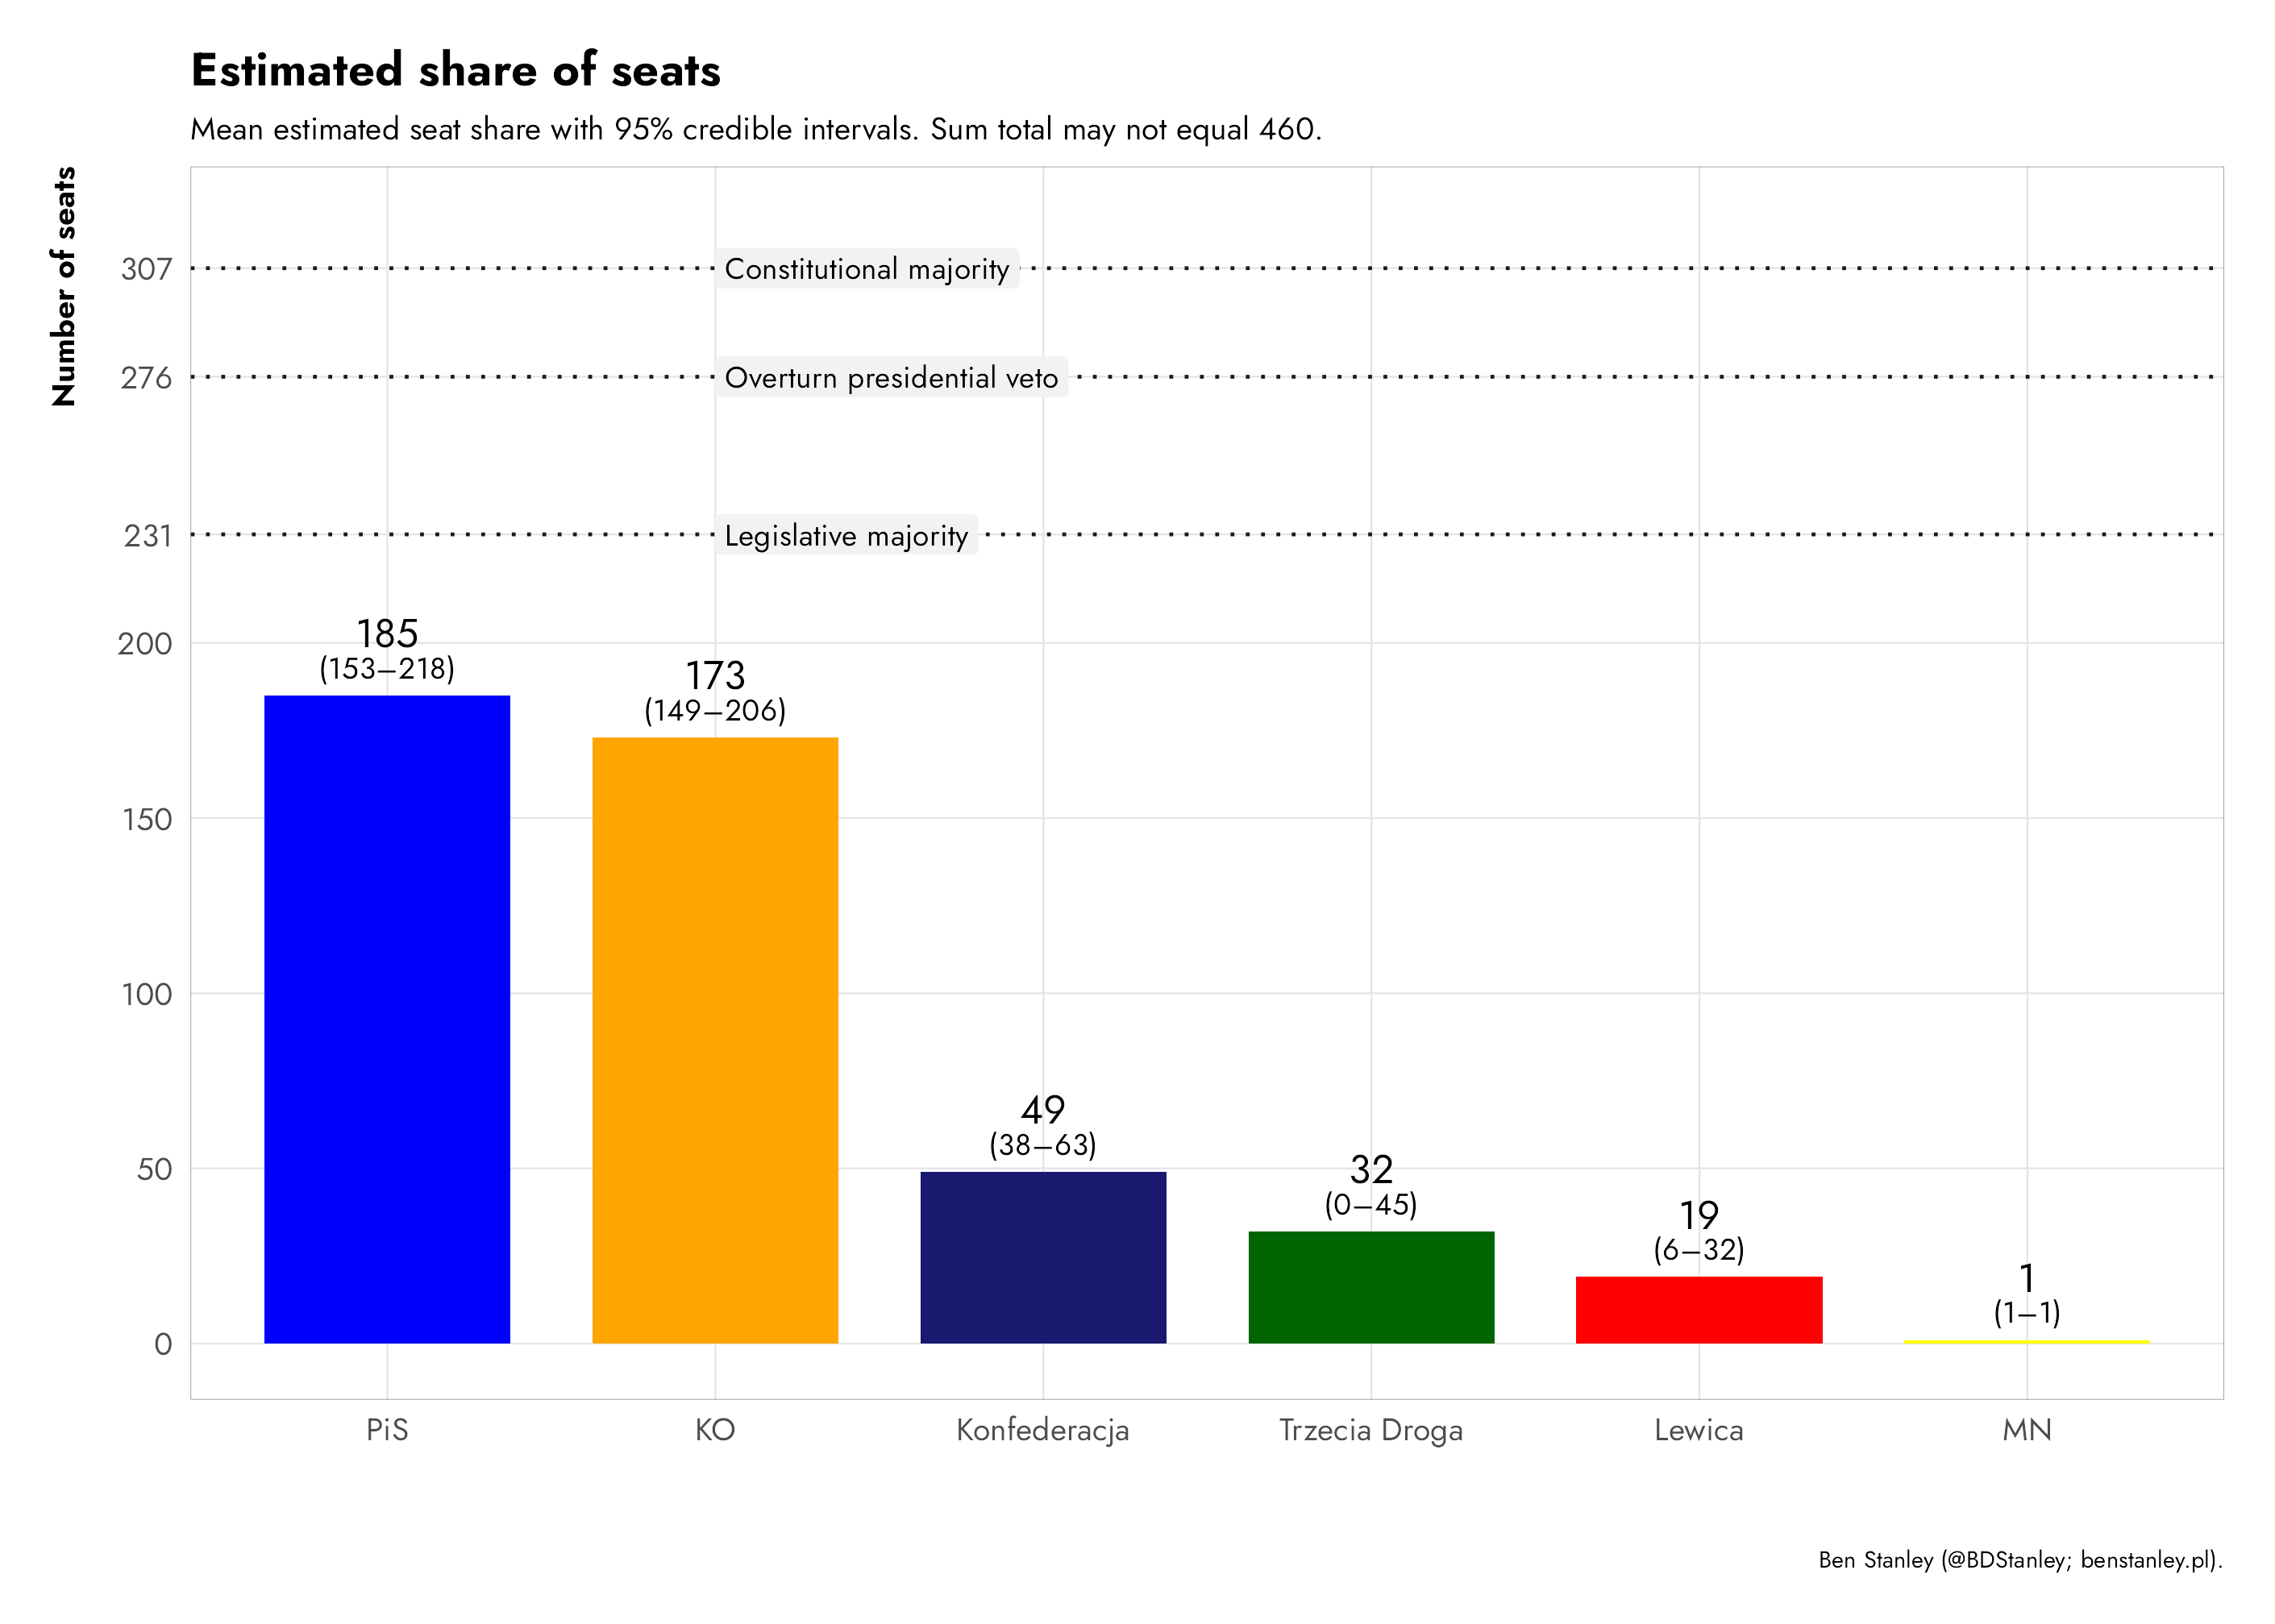 Estimated share of seats
Mean estimated seat share with 95% credible intervals. Sum total may not equal 460.
Number of seats
307
Constitutional majority
276
Overturn presidential veto
231
Legislative majority
200
150
100
50
0
185
(153–218)
173
(149–206)
49
(38–63)
32
(0–45)
19
(6–32)
1
(1–1)
PiS
KO
Konfederacja
Trzecia Droga
Lewica
MN
Ben Stanley (@BDStanley; benstanley.pl).